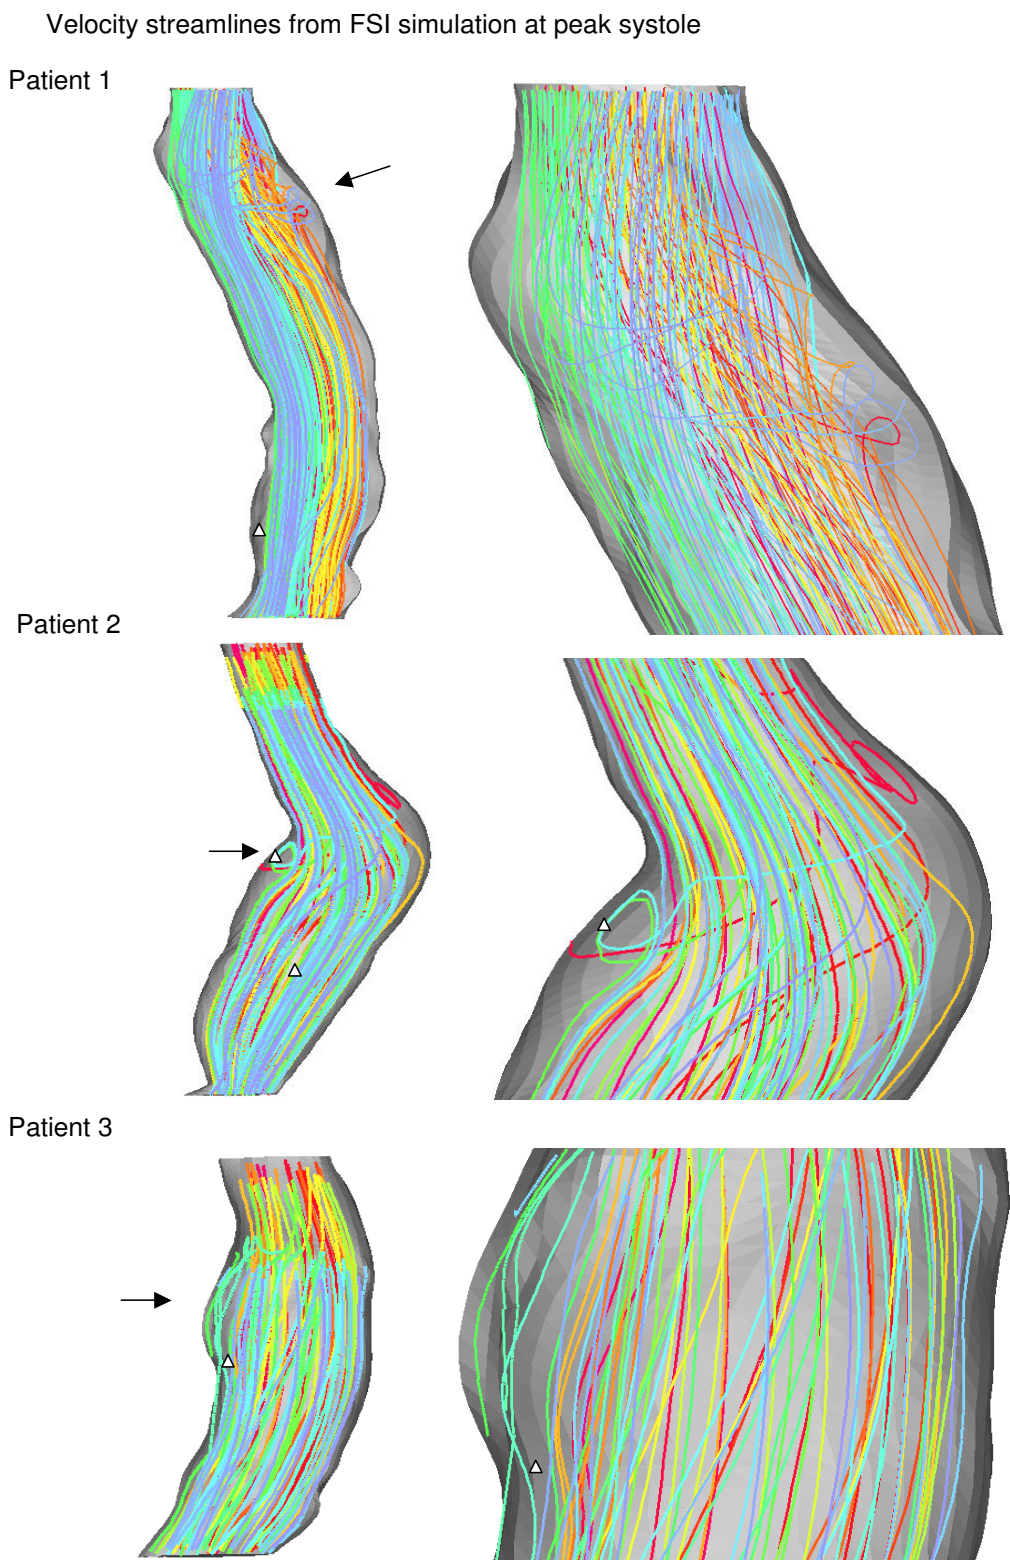 Velocity streamlines from FSI simulation at peak systole
Patient 1
Patient 2
Patient 3